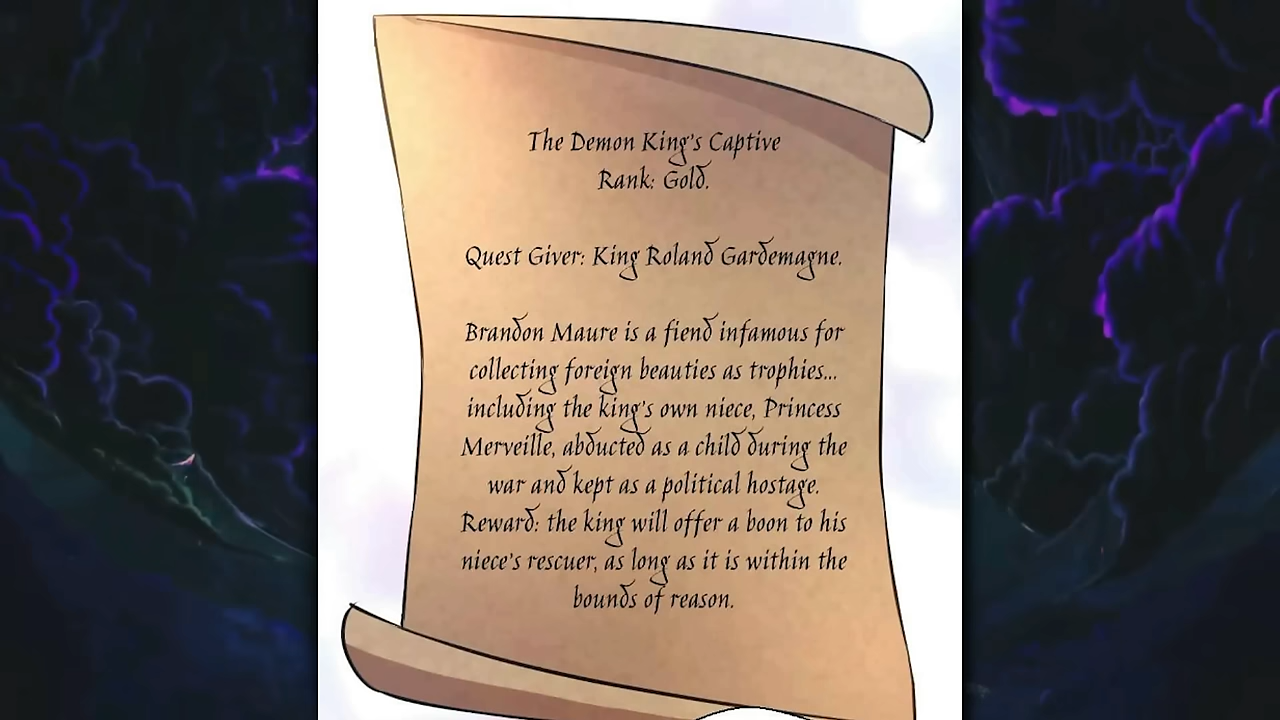 The Demon King's Captive
Rank: Gold.
Quest Giver: King Roland Gardemagne.
Brandon Maure is a fiend infamous for
collecting foreign beauties as trophies...
including the king's own niece, Princess
Merveille, abducted as a child during the
war and kept as a political hostage.
Reward: the king will offer a boon to his
niece's rescuer, as long as it is within the
bounds of reason.